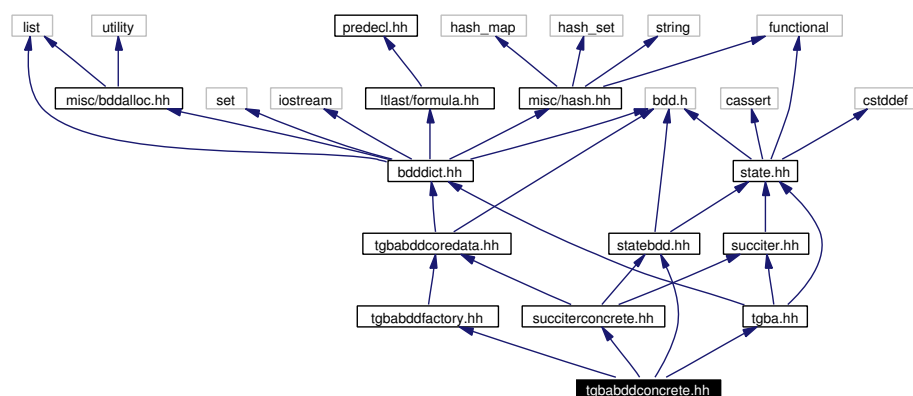 list
utility
predecl.hh
hash_map
hash_set
string
functional
misc/bddalloc.hh
set
iostream
ltlast/formula.hh
misc/hash.hh
bdd.h
cassert
cstddef
bdddict.hh
state.hh
tgbabddcoredata.hh
statebdd.hh
succiter.hh
tgbabddfactory.hh
succiterconcrete.hh
tgba.hh
tgbabddconcrete.hh